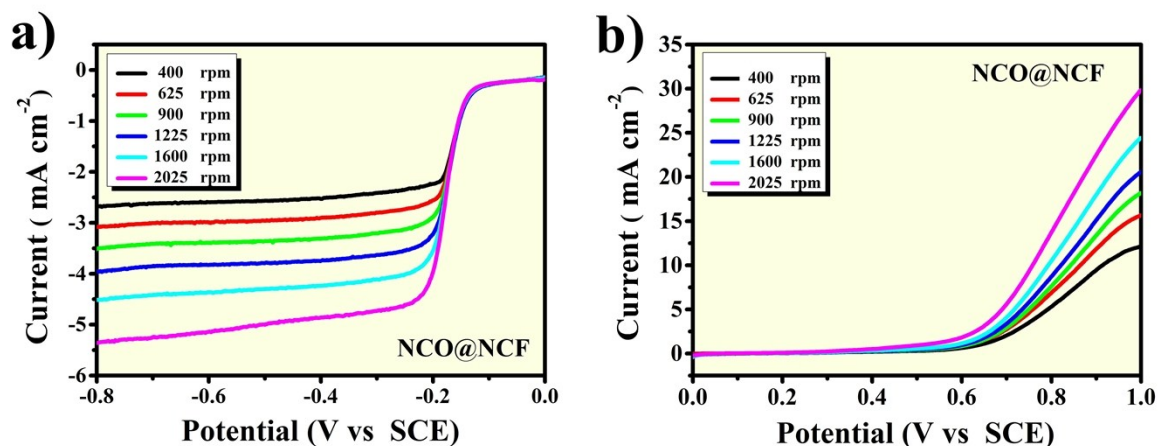 a)
400 rpm
625 rpm
900 rpm
1225 rpm
1600 rpm
2025 rpm
NCO@NCF
Current ( mA cm-2)
0
-1
-2
-3
-4
-5
-6
-0.8 -0.6 -0.4 -0.2 0.0
Potential (V vs SCE)
b)
400 rpm
625 rpm
900 rpm
1225 rpm
1600 rpm
2025 rpm
NCO@NCF
Current ( mA cm-2)
35
30
25
20
15
10
5
0
0.0 0.2 0.4 0.6 0.8 1.0
Potential (V vs SCE)